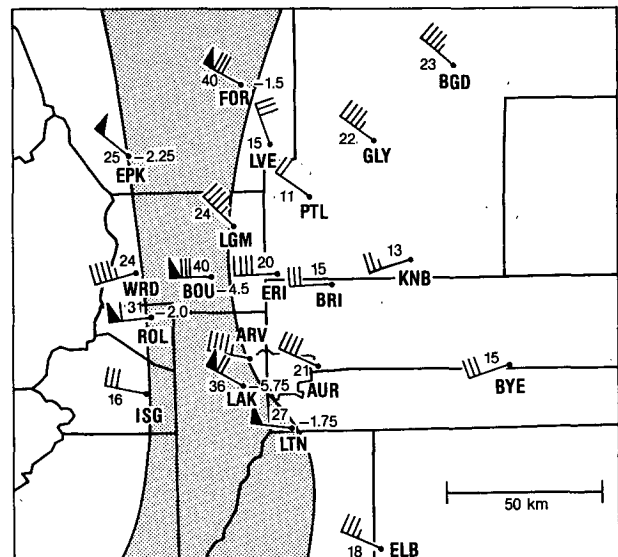 23
BGD
40
-1.5
FOR
22
GLY
15
LVE
25
-2.25
EPK
11
PTL
24
LGM
13
KNB
24
WRD
40
BOU
-4.5
20
ERI
15
BRI
31
-2.0
ROL
ARV
21
AUR
15
BYE
16
ISG
36
-5.75
LAK
27
-1.75
LTN
50 km
18
ELB